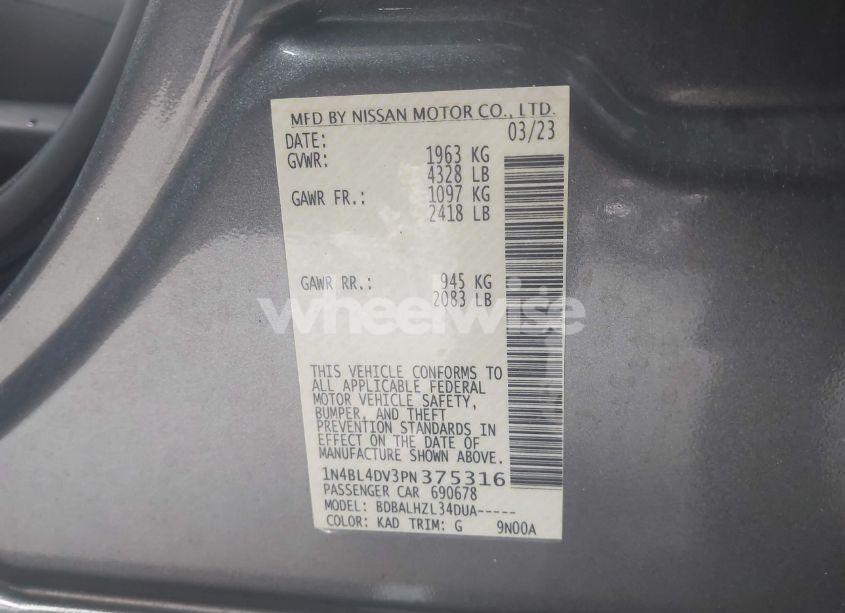 MFD BY NISSAN MOTOR CO., LTD.
DATE: 03/23
GVWR: 1963 KG
4328 LB
GAWR FR.: 1097 KG
2418 LB
GAWR RR.: 945 KG
2083 LB
wheelwise
THIS VEHICLE CONFORMS TO
ALL APPLICABLE FEDERAL
MOTOR VEHICLE SAFETY,
BUMPER, AND THEFT
PREVENTION STANDARDS IN
EFFECT ON THE DATE OF
MANUFACTURE SHOWN ABOVE.
1N4BL4DV3PN375316
PASSENGER CAR 690678
MODEL: BDBALHZL34DUA-----
COLOR: KAD TRIM: G 9N00A